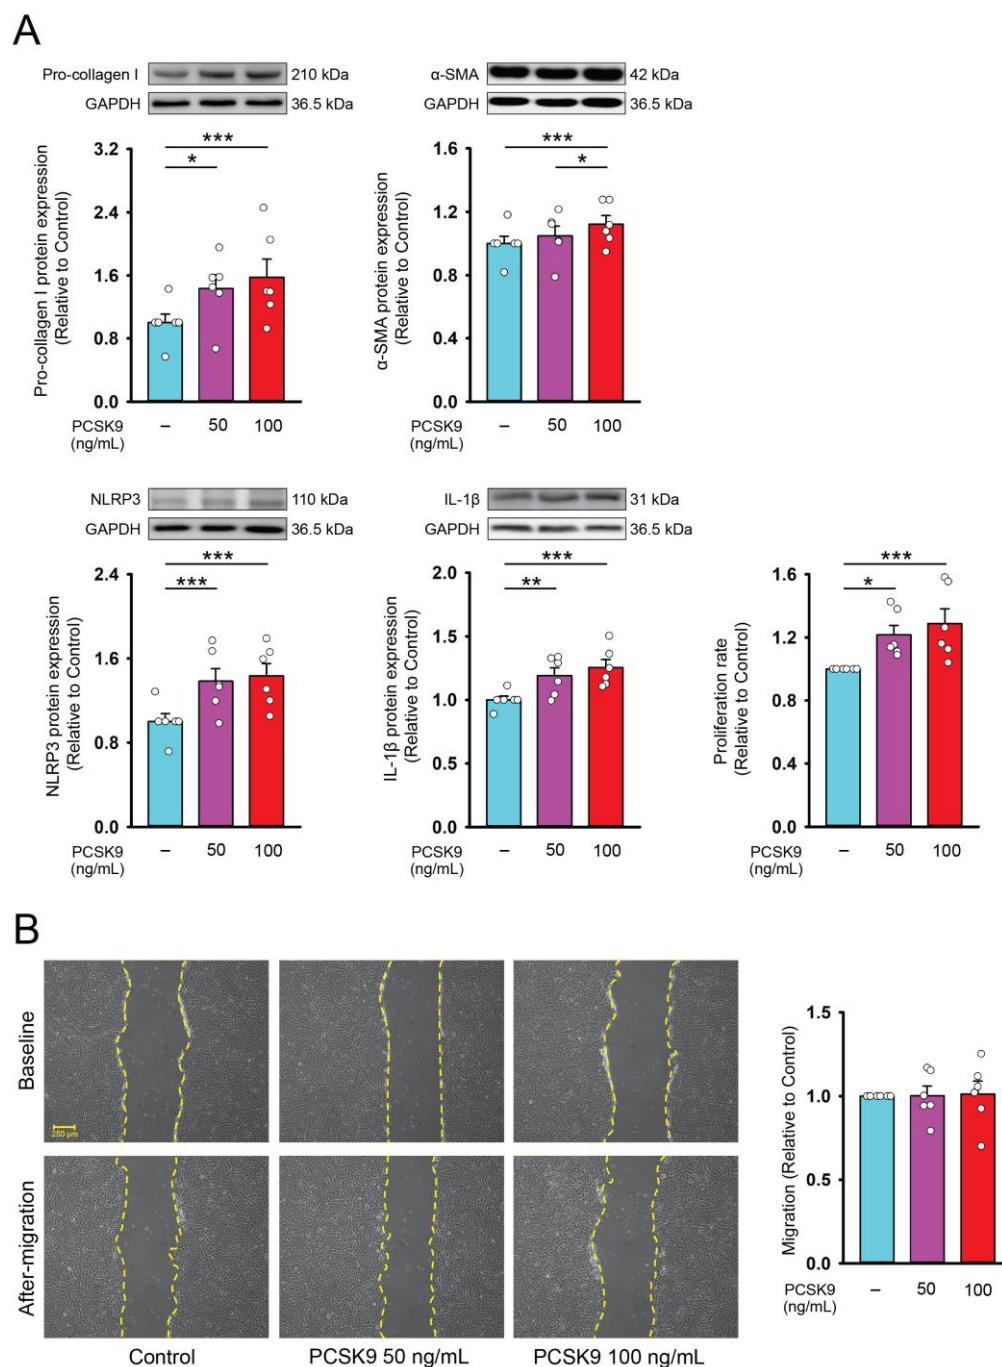 A
Pro-collagen I 210 kDa
GAPDH 36.5 kDa
***
*
Pro-collagen I protein expression
(Relative to Control)
3.2
2.4
1.6
0.8
0.0
PCSK9
(ng/mL)
– 50 100
α-SMA 42 kDa
GAPDH 36.5 kDa
***
*
α-SMA protein expression
(Relative to Control)
1.6
1.2
0.8
0.4
0.0
PCSK9
(ng/mL)
– 50 100
NLRP3 110 kDa
GAPDH 36.5 kDa
***
***
NLRP3 protein expression
(Relative to Control)
2.4
1.6
0.8
0.0
PCSK9
(ng/mL)
– 50 100
IL-1β 31 kDa
GAPDH 36.5 kDa
***
**
IL-1β protein expression
(Relative to Control)
2.0
1.5
1.0
0.5
0.0
PCSK9
(ng/mL)
– 50 100
***
*
Proliferation rate
(Relative to Control)
1.6
1.2
0.8
0.4
0.0
PCSK9
(ng/mL)
– 50 100
B
Baseline
250 µm
After-migration
Control
PCSK9 50 ng/mL
PCSK9 100 ng/mL
Migration (Relative to Control)
1.5
1.0
0.5
0.0
PCSK9
(ng/mL)
– 50 100